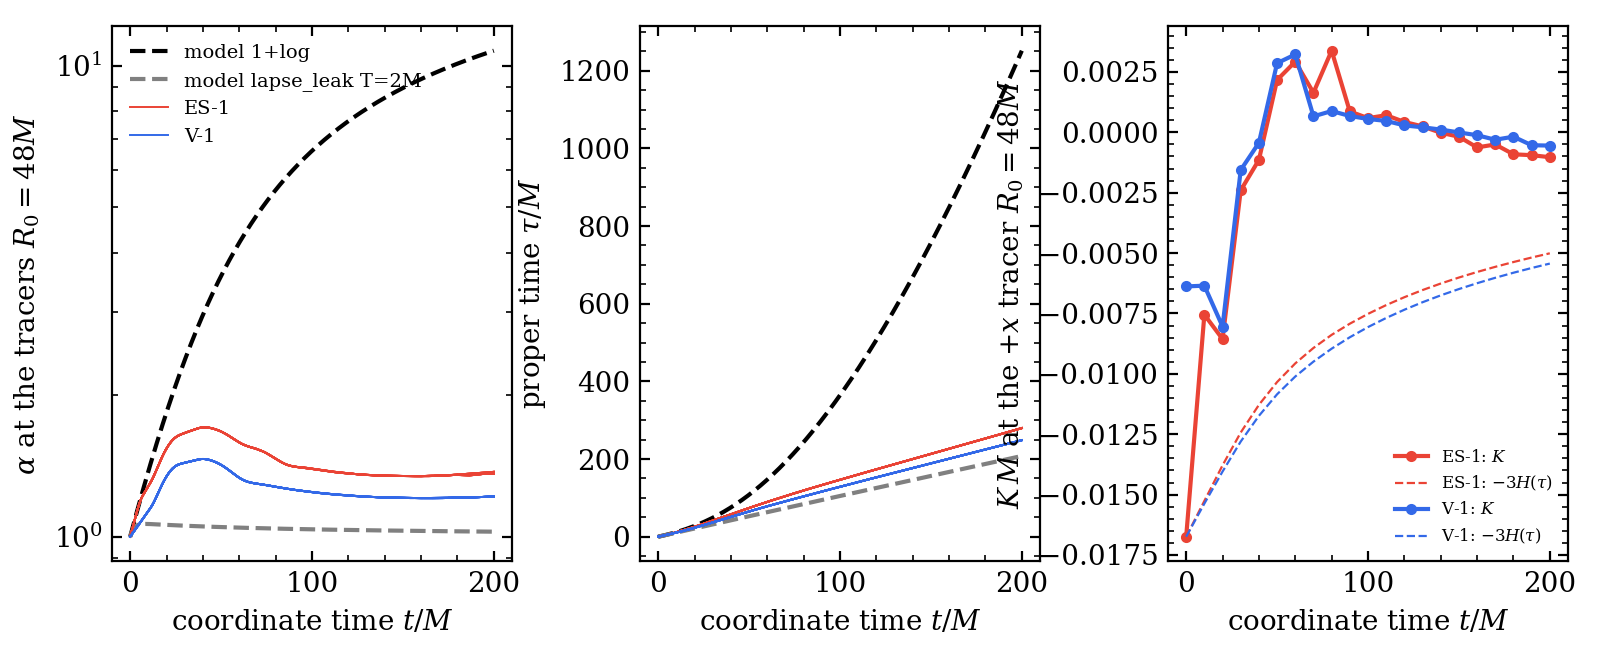 α at the tracers R₀ = 48M
10¹
10⁰
model 1+log
model lapse_leak T=2M
ES-1
V-1
0
100
200
coordinate time t/M
proper time τ/M
1200
1000
800
600
400
200
0
0
100
200
coordinate time t/M
K M at the +x tracer R₀ = 48M
0.0025
0.0000
−0.0025
−0.0050
−0.0075
−0.0100
−0.0125
−0.0150
−0.0175
ES-1: K
ES-1: −3H(τ)
V-1: K
V-1: −3H(τ)
0
100
200
coordinate time t/M